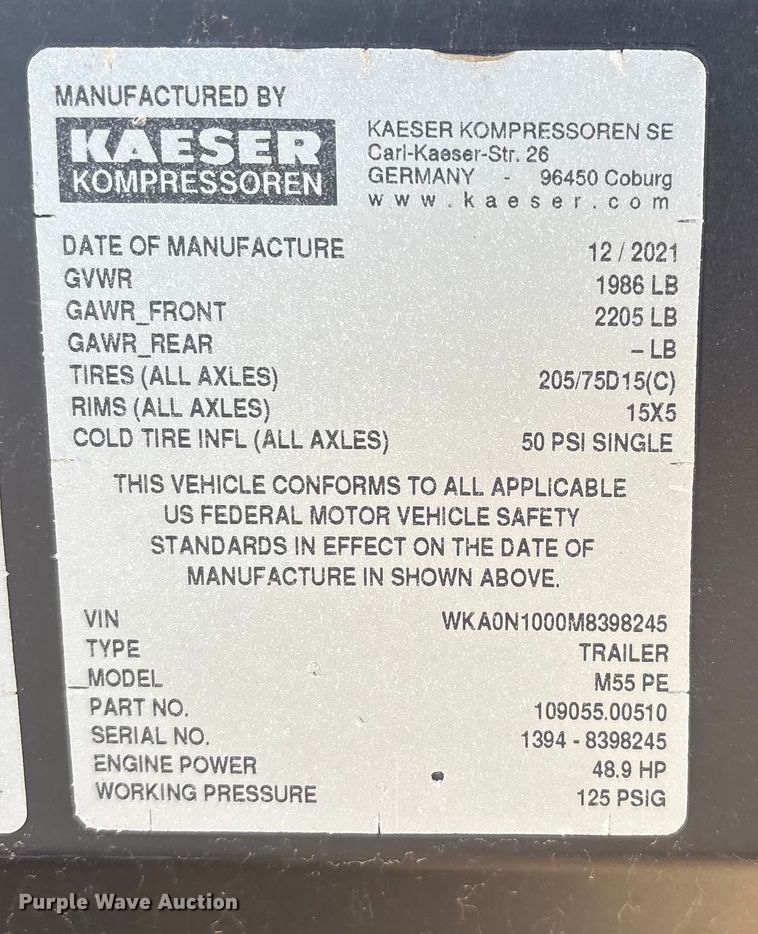 MANUFACTURED BY
KAESER
KOMPRESSOREN
KAESER KOMPRESSOREN SE
Carl-Kaeser-Str. 26
GERMANY - 96450 Coburg
www.kaeser.com
DATE OF MANUFACTURE 12 / 2021
GVWR 1986 LB
GAWR_FRONT 2205 LB
GAWR_REAR – LB
TIRES (ALL AXLES) 205/75D15(C)
RIMS (ALL AXLES) 15X5
COLD TIRE INFL (ALL AXLES) 50 PSI SINGLE
THIS VEHICLE CONFORMS TO ALL APPLICABLE
US FEDERAL MOTOR VEHICLE SAFETY
STANDARDS IN EFFECT ON THE DATE OF
MANUFACTURE IN SHOWN ABOVE.
VIN WKA0N1000M8398245
TYPE TRAILER
MODEL M55 PE
PART NO. 109055.00510
SERIAL NO. 1394 - 8398245
ENGINE POWER 48.9 HP
WORKING PRESSURE 125 PSIG
Purple Wave Auction